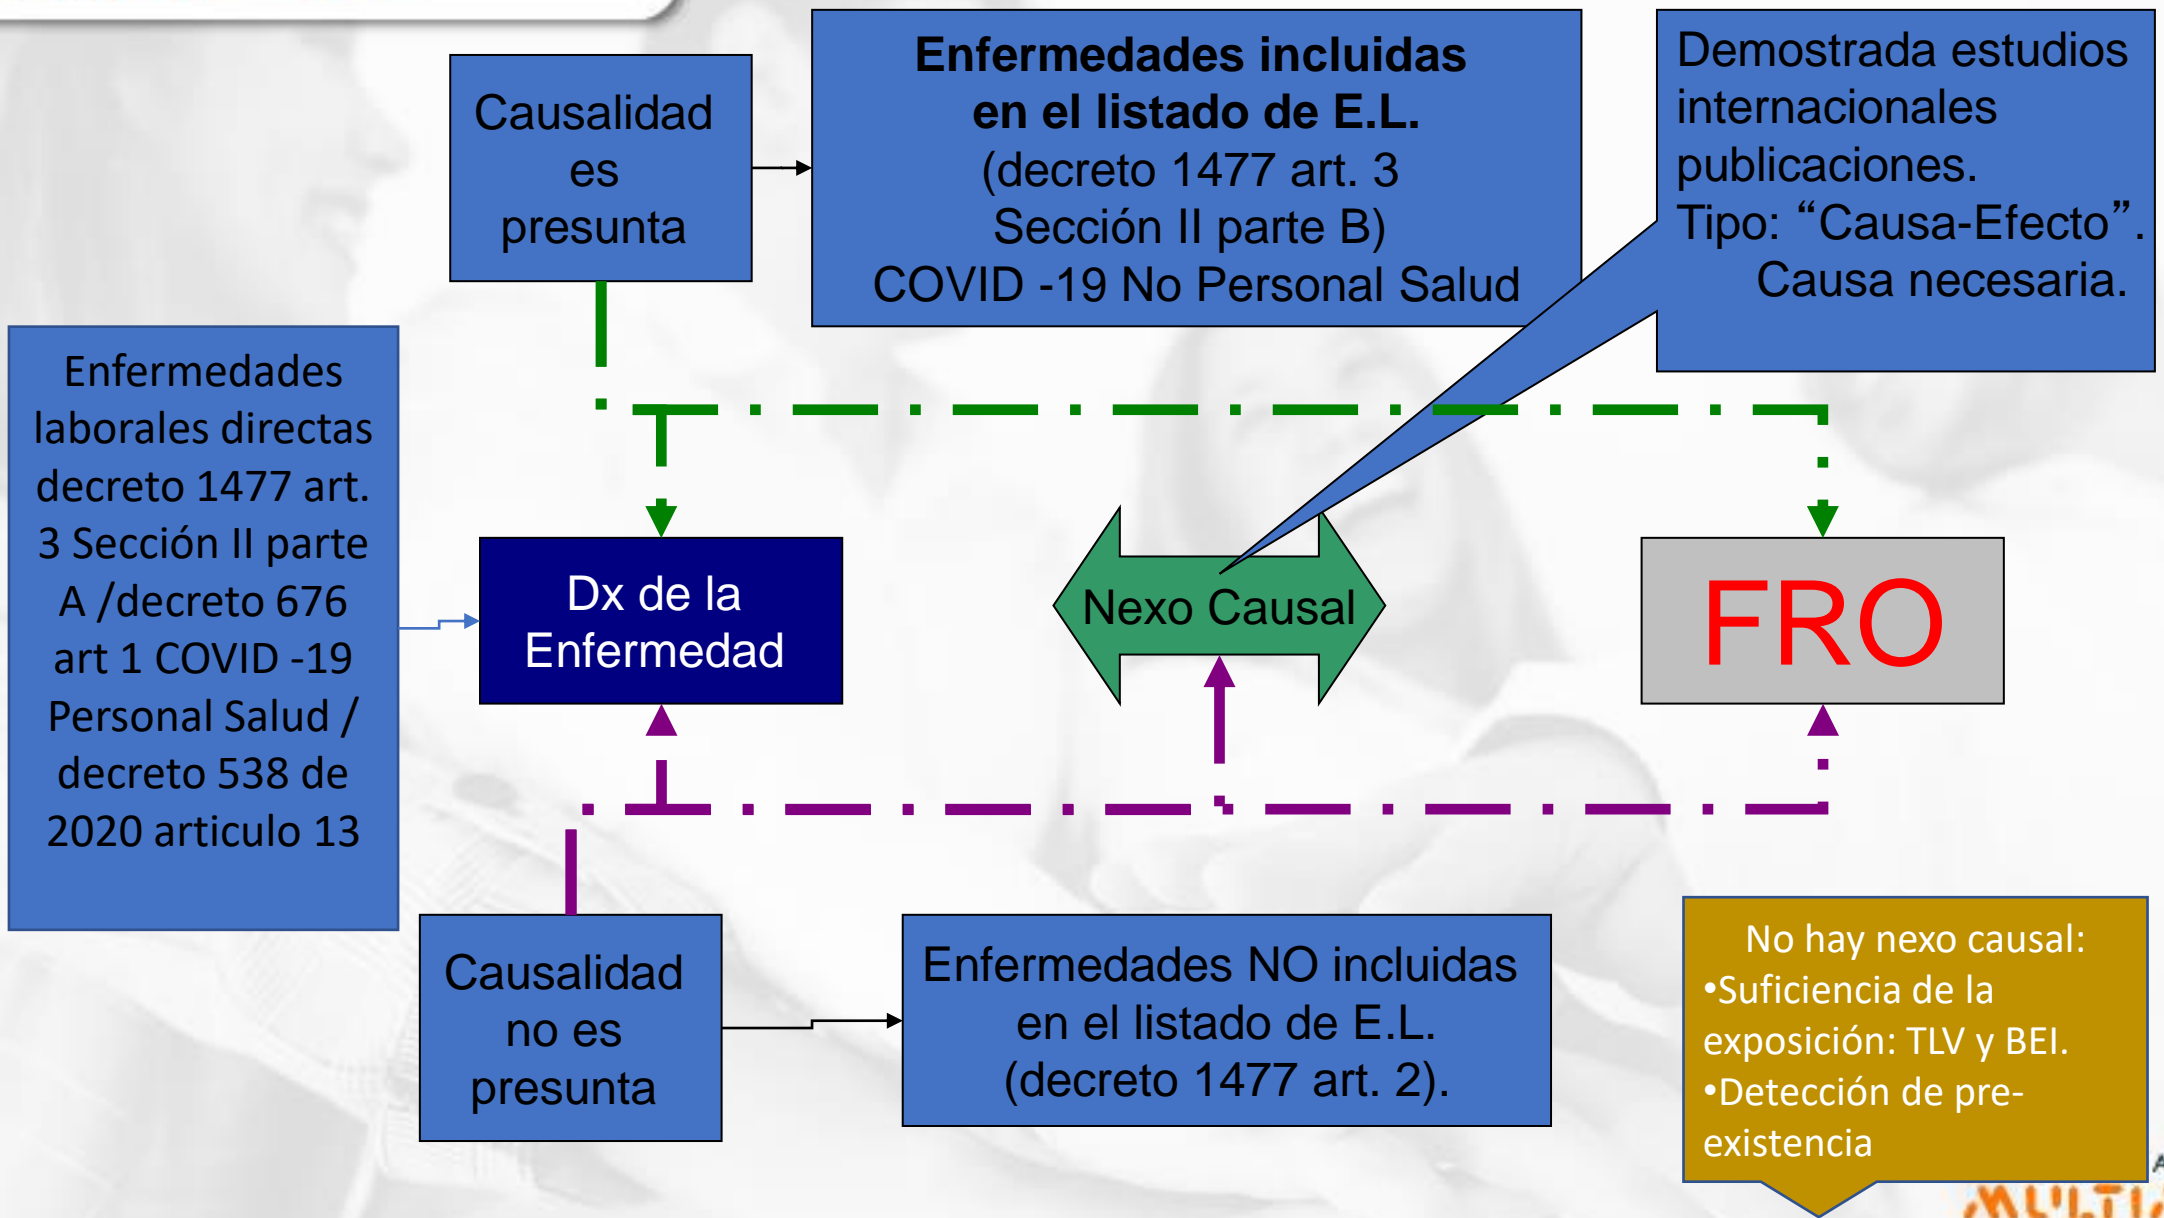 Causalidad
es
presunta
Enfermedades incluidas
en el listado de E.L.
(decreto 1477 art. 3
Sección II parte B)
COVID -19 No Personal Salud
Demostrada estudios
internacionales
publicaciones.
Tipo: “Causa-Efecto”.
Causa necesaria.
Enfermedades
laborales directas
decreto 1477 art.
3 Sección II parte
A /decreto 676
art 1 COVID -19
Personal Salud /
decreto 538 de
2020 articulo 13
Dx de la
Enfermedad
Nexo Causal
FRO
Causalidad
no es
presunta
Enfermedades NO incluidas
en el listado de E.L.
(decreto 1477 art. 2).
No hay nexo causal:
•Suficiencia de la
exposición: TLV y BEI.
•Detección de pre-
existencia